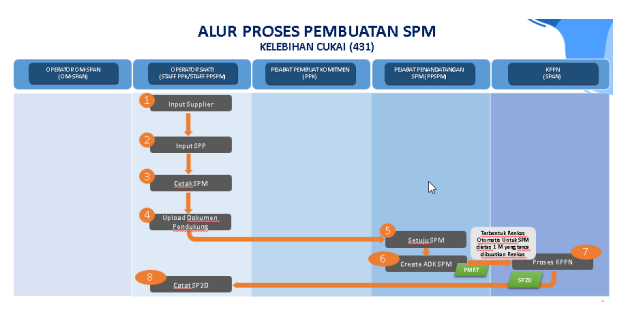 ALUR PROSES PEMBUATAN SPM
KELEBIHAN CUKAI (431)
OPERATOR OM-SPAN
(OM-SPAN)
OPERATOR SAKTI
(STAFF PPK/STAFF PPSPM)
PEJABAT PEMBUAT KOMITMEN
(PPK)
PEJABAT PENANDATANGAN
SPM (PPSPM)
KPPN
(SPAN)
1
Input Supplier
2
Input SPP
3
Cetak SPM
4
Upload Dokumen
Pendukung
5
Setuju SPM
6
Create ADK SPM
PMRT
Terbentuk Renkas
Otomatis Untuk SPM
diatas 1 M yang tanpa
dibuatkan Renkas
7
Proses KPPN
SP2D
8
Catat SP2D